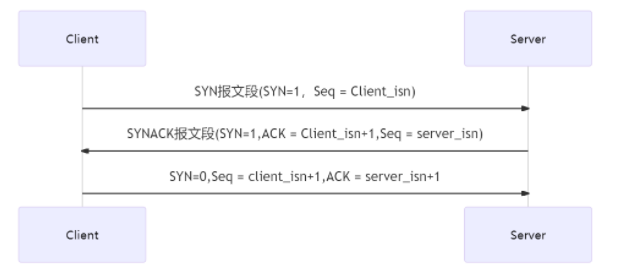 Client Server
SYN报文段(SYN=1，Seq = Client_isn)
SYNACK报文段(SYN=1,ACK = Client_isn+1,Seq = server_isn)
SYN=0,Seq = client_isn+1,ACK = server_isn+1
Client Server